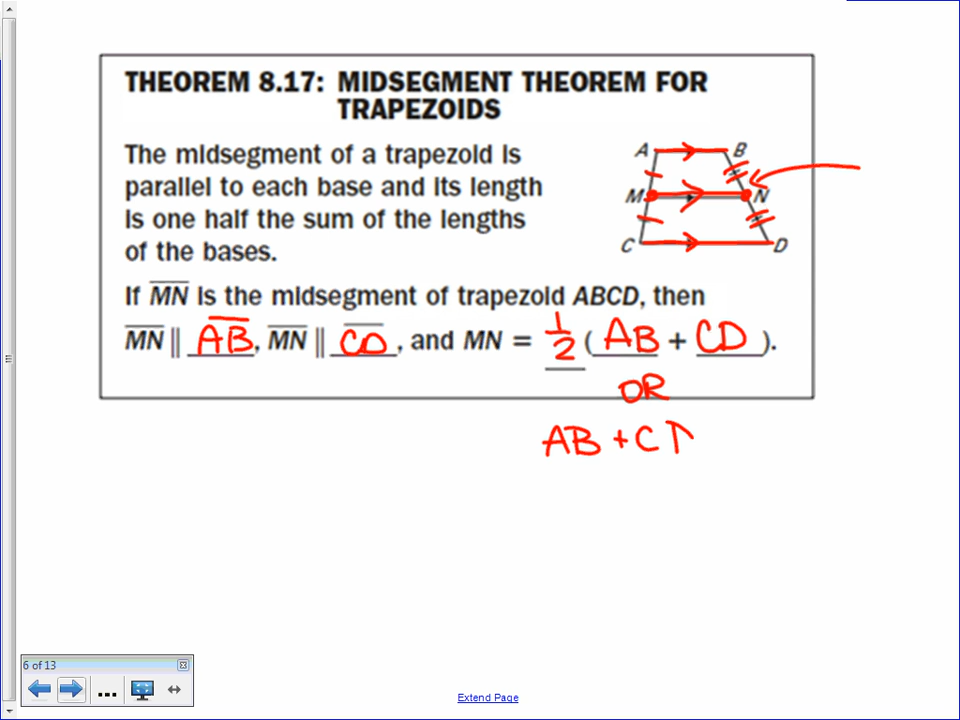 THEOREM 8.17: MIDSEGMENT THEOREM FOR
TRAPEZOIDS
The midsegment of a trapezoid is
parallel to each base and its length
is one half the sum of the lengths
of the bases.
A B
M N
C D
If MN is the midsegment of trapezoid ABCD, then
MN || AB, MN || CD, and MN = 1/2 (AB + CD).
OR
AB + C
6 of 13
...
Extend Page